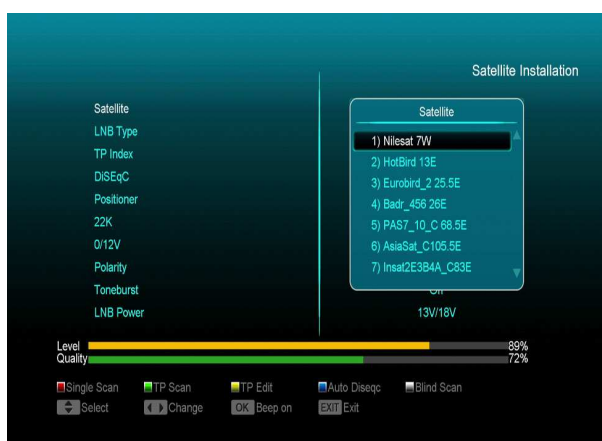 Satellite Installation
Satellite
LNB Type
TP Index
DiSEqC
Positioner
22K
0/12V
Polarity
Toneburst
LNB Power
Satellite
1) Nilesat 7W
2) HotBird 13E
3) Eurobird_2 25.5E
4) Badr_456 26E
5) PAS7_10_C 68.5E
6) AsiaSat_C105.5E
7) Insat2E3B4A_C83E
13V/18V
Level 89%
Quality 72%
Single Scan TP Scan TP Edit Auto Diseqc Blind Scan
Select Change OK Beep on EXIT Exit